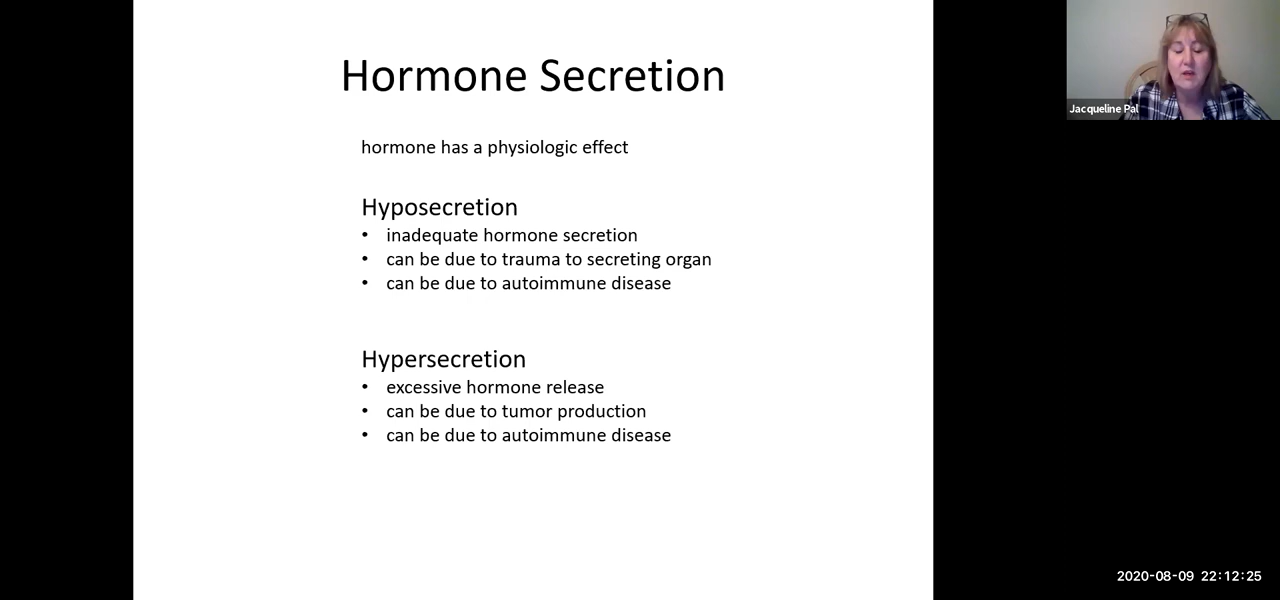 Hormone Secretion
Jacqueline Pal
hormone has a physiologic effect
Hyposecretion
• inadequate hormone secretion
• can be due to trauma to secreting organ
• can be due to autoimmune disease
Hypersecretion
• excessive hormone release
• can be due to tumor production
• can be due to autoimmune disease
2020-08-09 22:12:25